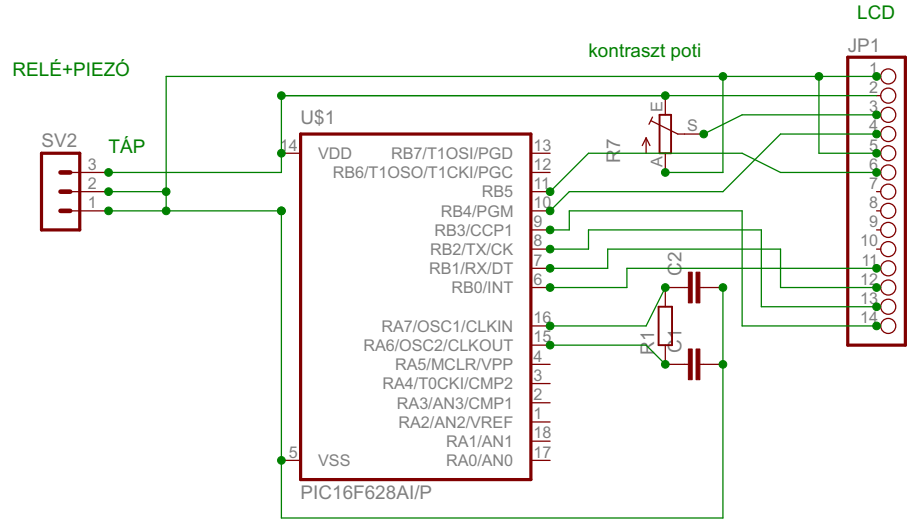 LCD
kontraszt poti
JP1
RELÉ+PIEZÓ
U$1
SV2
TÁP
3
2
1
14
VDD
5
VSS
RB7/T1OSI/PGD
13
RB6/T1OSO/T1CKI/PGC
12
RB5
11
RB4/PGM
10
RB3/CCP1
9
RB2/TX/CK
8
RB1/RX/DT
7
RB0/INT
6
RA7/OSC1/CLKIN
16
RA6/OSC2/CLKOUT
15
RA5/MCLR/VPP
4
RA4/T0CKI/CMP2
3
RA3/AN3/CMP1
2
RA2/AN2/VREF
1
RA1/AN1
18
RA0/AN0
17
PIC16F628AI/P
R7
E
S
A
C2
R1
C1
1
2
3
4
5
6
7
8
9
10
11
12
13
14